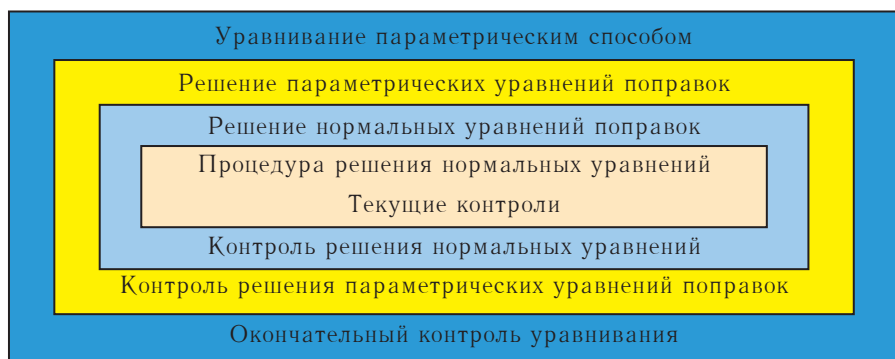 Уравнивание параметрическим способом
Решение параметрических уравнений поправок
Решение нормальных уравнений поправок
Процедура решения нормальных уравнений
Текущие контроли
Контроль решения нормальных уравнений
Контроль решения параметрических уравнений поправок
Окончательный контроль уравнивания